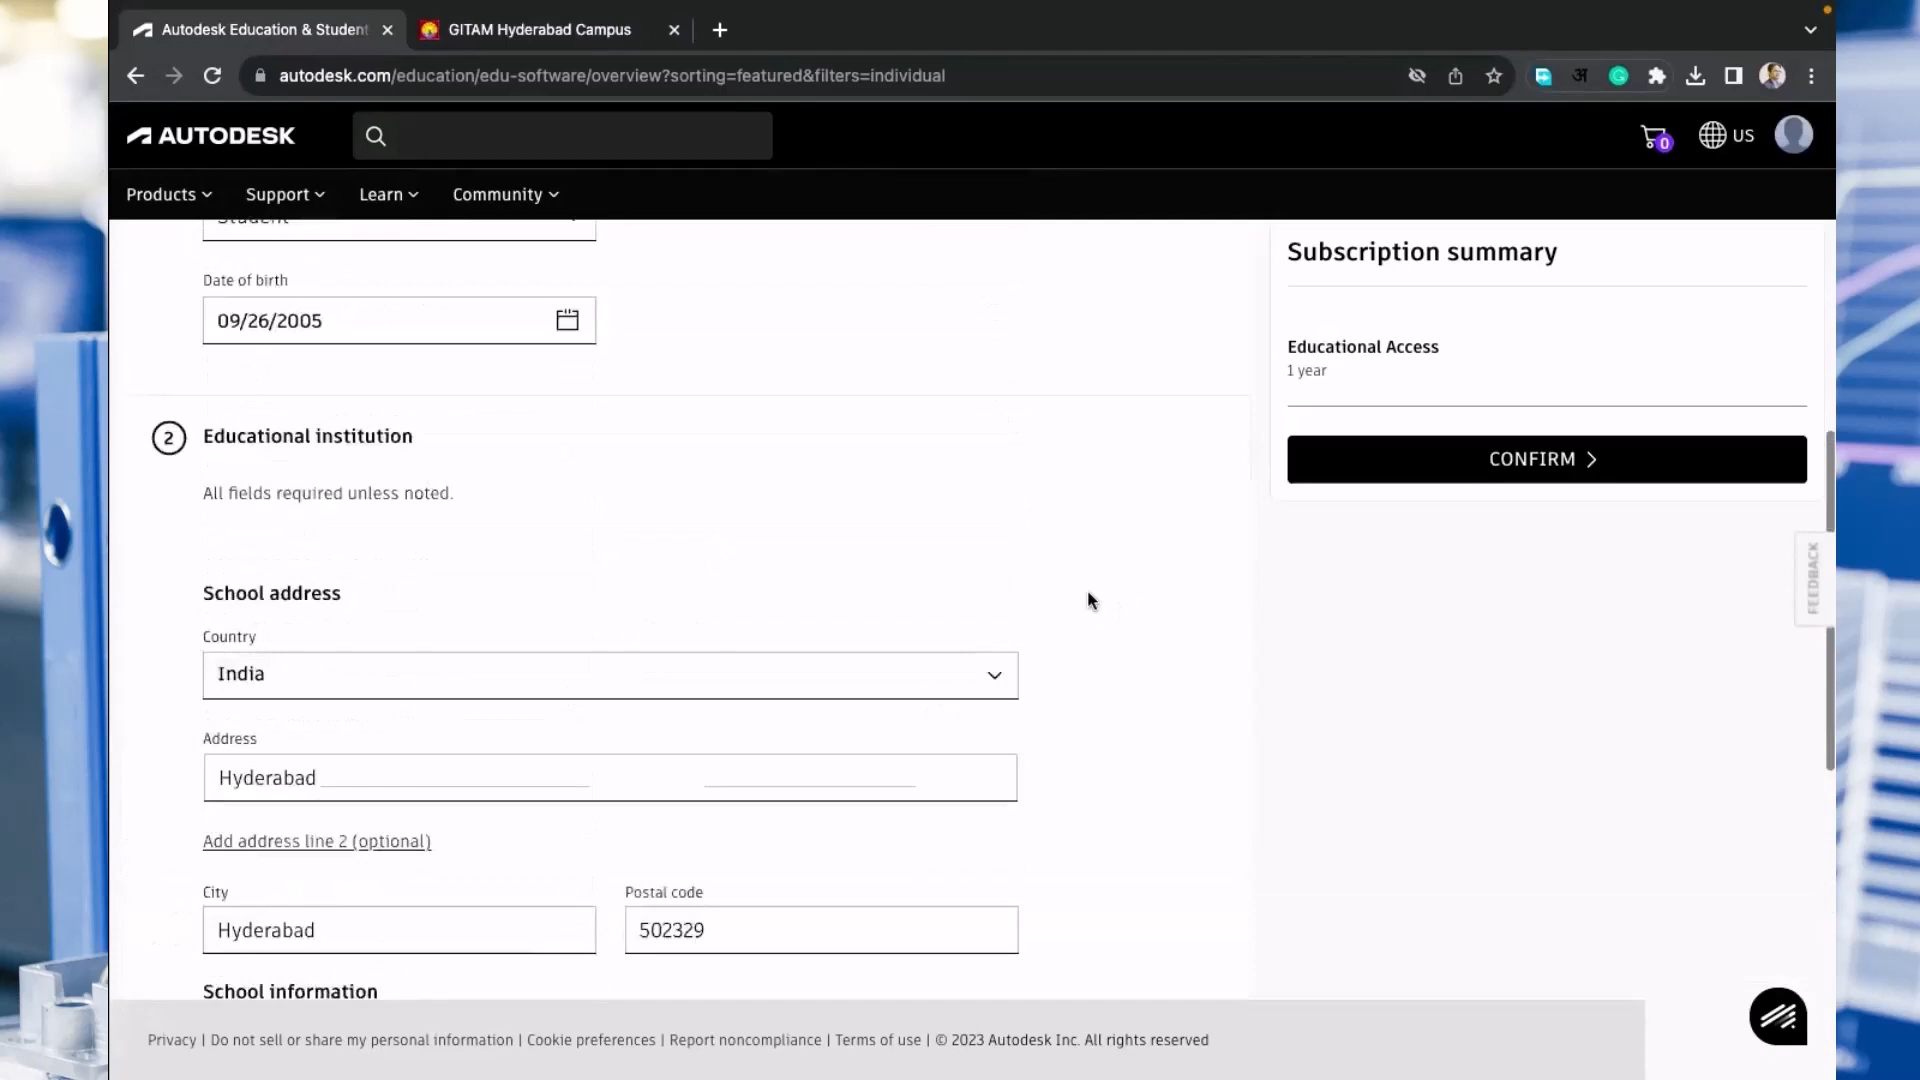 Autodesk Education & Student
GITAM Hyderabad Campus
autodesk.com/education/edu-software/overview?sorting=featured&filters=individual
AUTODESK
0
US
Products
Support
Learn
Community
Student
Date of birth
09/26/2005
2
Educational institution
All fields required unless noted.
School address
Country
India
Address
Hyderabad
Add address line 2 (optional)
City
Postal code
Hyderabad
502329
School information
Subscription summary
Educational Access
1 year
CONFIRM
FEEDBACK
Privacy | Do not sell or share my personal information | Cookie preferences | Report noncompliance | Terms of use | © 2023 Autodesk Inc. All rights reserved